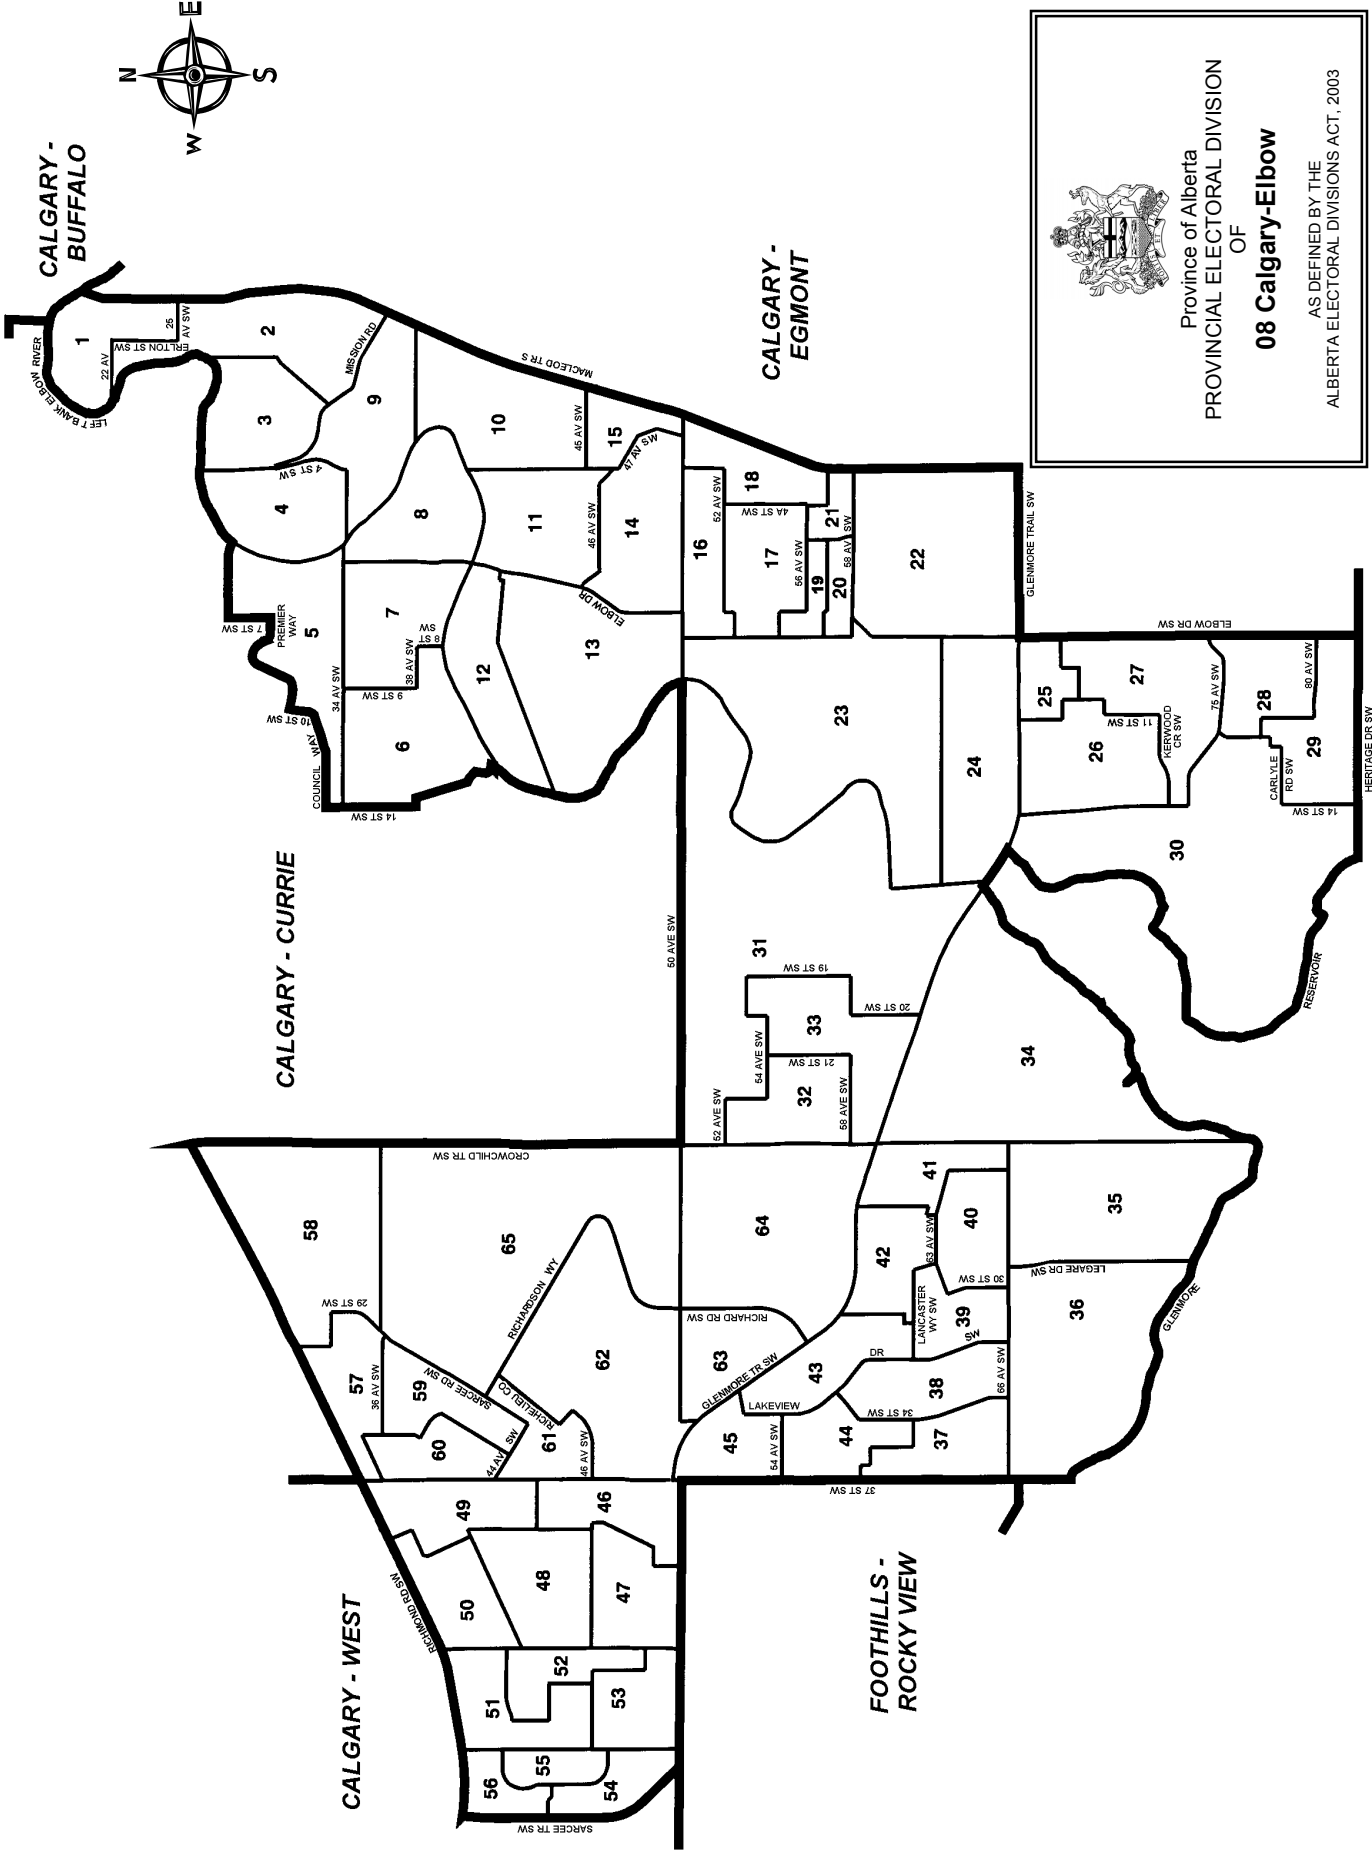 N
E
S
W
CALGARY -
BUFFALO
CALGARY -
EGMONT
CALGARY - CURRIE
CALGARY - WEST
FOOTHILLS -
ROCKY VIEW
Province of Alberta
PROVINCIAL ELECTORAL DIVISION
OF
08 Calgary-Elbow
AS DEFINED BY THE
ALBERTA ELECTORAL DIVISIONS ACT, 2003
LEFT BANK ELBOW RIVER
1
22 AV
ERLTON ST SW
25
AV SW
2
MISSION RD
3
4 ST SW
4
9
MACLEOD TR S
10
45 AV SW
15
47 AV SW
8
11
46 AV SW
14
ELBOW DR
7 ST SW
PREMIER
WAY
5
34 AV SW
7
38 AV SW
8 ST
SW
9 ST SW
10 ST SW
COUNCIL WAY
14 ST SW
6
12
13
16
52 AV SW
18
4A ST SW
17
56 AV SW
21
19
20
58 AV SW
22
GLENMORE TRAIL SW
ELBOW DR SW
23
24
25
26
27
11 ST SW
KERWOOD
CR SW
75 AV SW
28
80 AV SW
CARLYLE
RD SW
29
14 ST SW
HERITAGE DR SW
30
RESERVOIR
50 AVE SW
31
19 ST SW
33
20 ST SW
54 AVE SW
21 ST SW
52 AVE SW
32
58 AVE SW
34
CROWCHILD TR SW
58
29 ST SW
57
36 AV SW
59
SARCEE RD SW
60
44 AV SW
65
RICHARDSON WY
62
RICHELIEU CO
61
46 AV SW
64
RICHARD RD SW
63
GLENMORE TR SW
41
42
63 AV SW
40
30 ST SW
LANCASTER
WY SW
39
43
LAKEVIEW DR SW
38
66 AV SW
34 ST SW
44
37
45
54 AV SW
37 ST SW
35
LEGARE DR SW
36
GLENMORE
49
46
RICHMOND RD SW
50
48
47
51
52
53
56
55
54
SARCEE TR SW